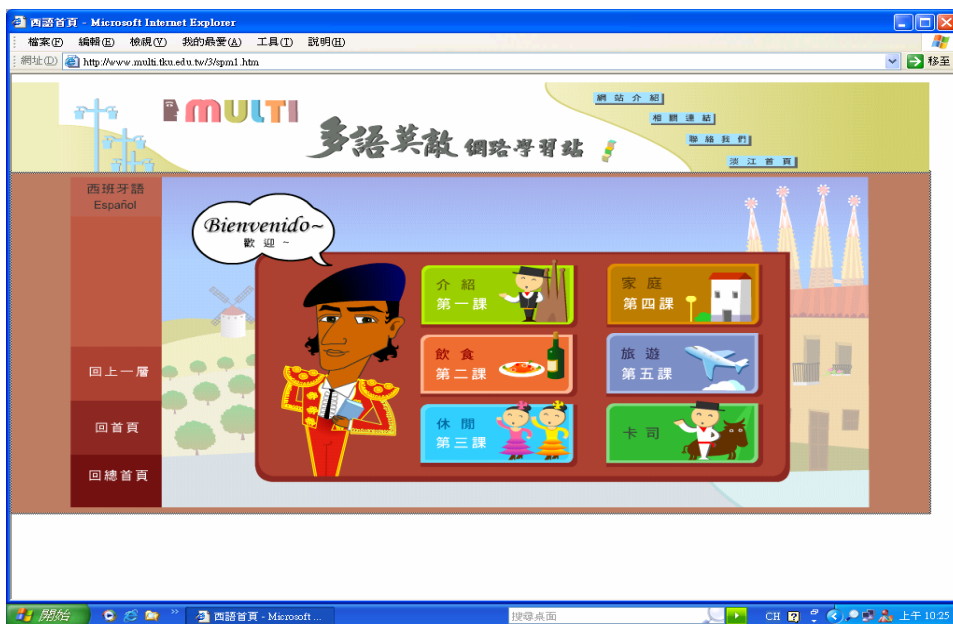 西語首頁 - Microsoft Internet Explorer
檔案(F) 編輯(E) 檢視(V) 我的最愛(A) 工具(T) 說明(H)
網址(D) http://www.multi.tku.edu.tw/3/spm1.htm 移至
MULTI
多語英敵 網路學習站
網站介紹
相關連結
聯絡我們
淡江首頁
西班牙語
Español
Bienvenido~
歡迎~
介紹
第一課
家庭
第四課
飲食
第二課
旅遊
第五課
休閒
第三課
卡司
回上一層
回首頁
回總首頁
開始 西語首頁 - Microsoft ... 搜尋桌面 CH 上午 10:25